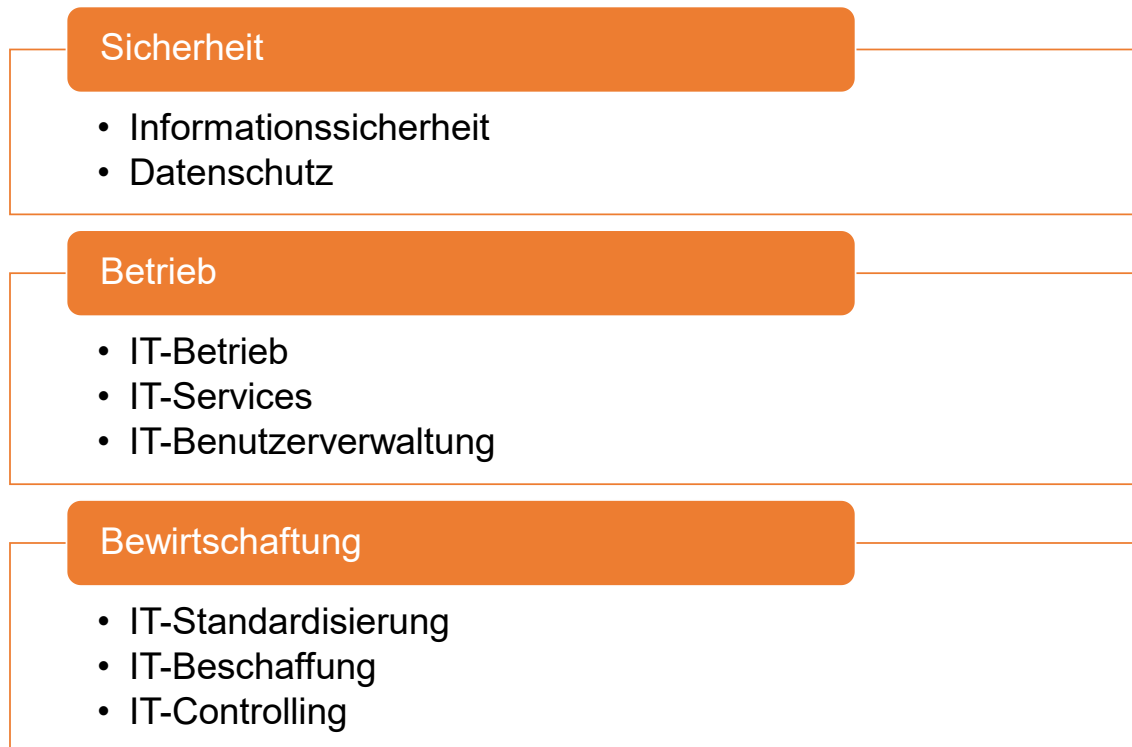 Sicherheit
• Informationssicherheit
• Datenschutz
Betrieb
• IT-Betrieb
• IT-Services
• IT-Benutzerverwaltung
Bewirtschaftung
• IT-Standardisierung
• IT-Beschaffung
• IT-Controlling